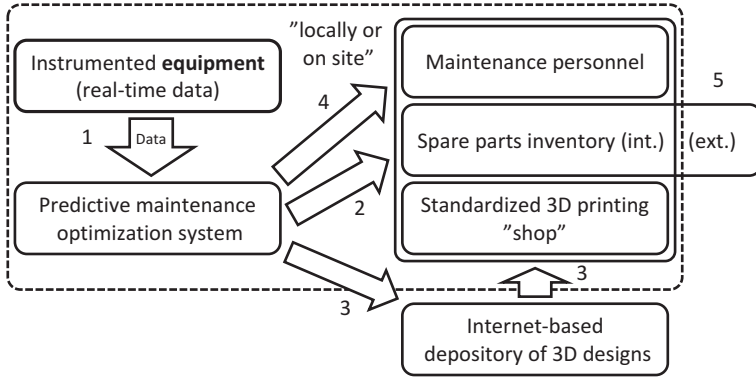 Instrumented equipment
(real-time data)
1
Data
Predictive maintenance
optimization system
”locally or
on site”
4
2
3
Maintenance personnel
5
Spare parts inventory (int.)
(ext.)
Standardized 3D printing
”shop”
3
Internet-based
depository of 3D designs